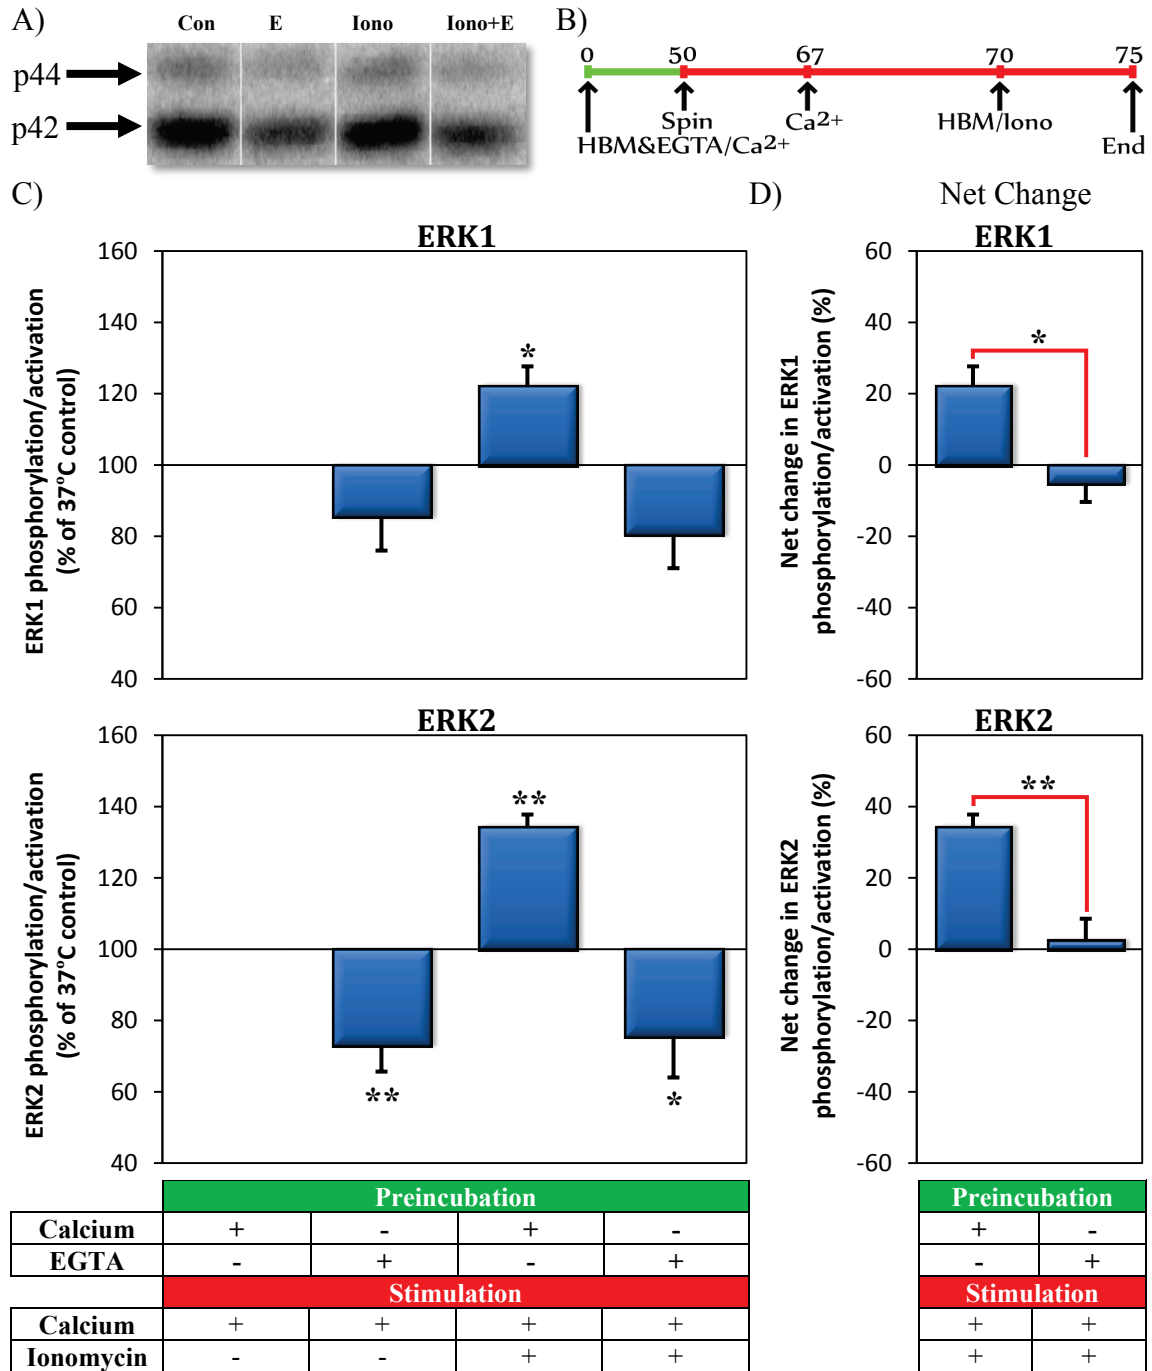 A)
Con E Iono Iono+E
p44
p42
B)
0 50 67 70 75
Spin Ca²⁺ HBM/Iono
HBM&EGTA/Ca²⁺ End
C)
ERK1
160
140
120
100
80
60
40
ERK1 phosphorylation/activation
(% of 37°C control)
*
D) Net Change
ERK1
60
40
20
0
-20
-40
-60
Net change in ERK1
phosphorylation/activation (%)
*
ERK2
160
140
120
100
80
60
40
ERK2 phosphorylation/activation
(% of 37°C control)
**
** *
ERK2
60
40
20
0
-20
-40
-60
Net change in ERK2
phosphorylation/activation (%)
**
Preincubation
Calcium + - + -
EGTA - + - +
Stimulation
Calcium + + + +
Ionomycin - - + +
Preincubation
+ -
- +
Stimulation
+ +
+ +